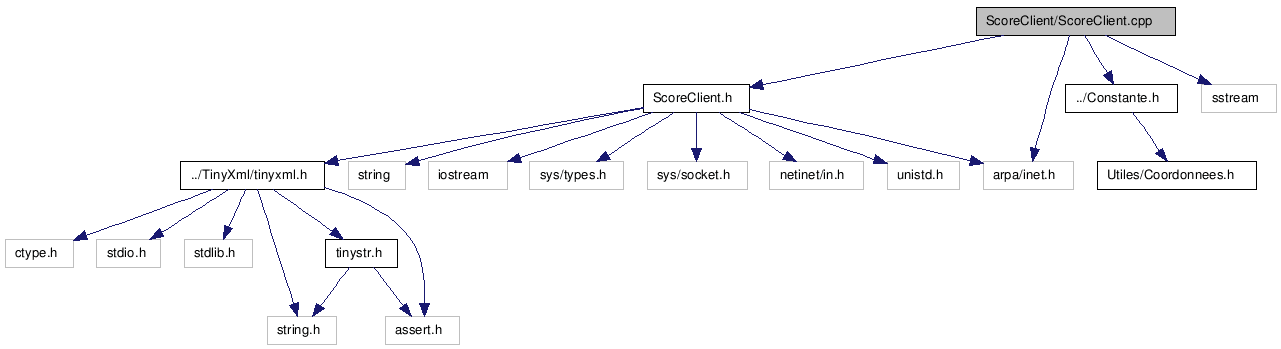 ScoreClient/ScoreClient.cpp
ScoreClient.h
../Constante.h
sstream
../TinyXml/tinyxml.h
string
iostream
sys/types.h
sys/socket.h
netinet/in.h
unistd.h
arpa/inet.h
Utiles/Coordonnees.h
ctype.h
stdio.h
stdlib.h
tinystr.h
string.h
assert.h